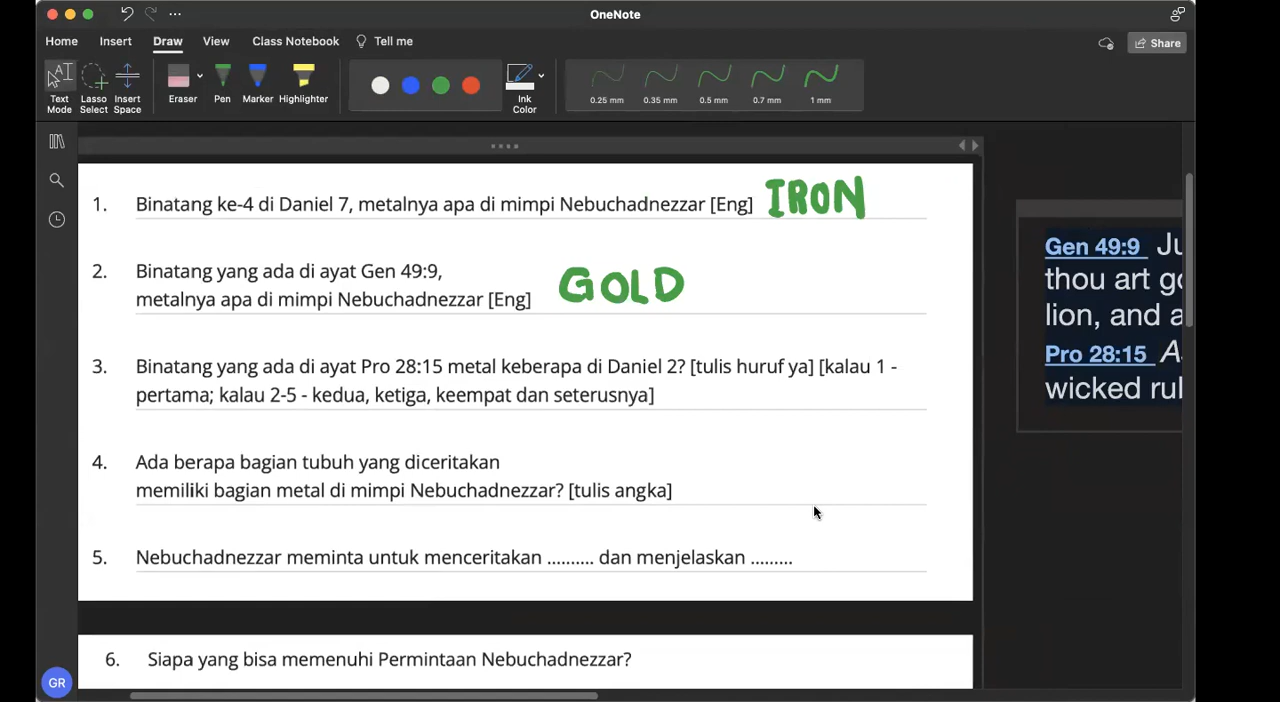 OneNote
Home Insert Draw View Class Notebook Tell me
Share
Text Mode
Lasso Select
Insert Space
Eraser
Pen
Marker
Highlighter
Ink Color
0.25 mm 0.35 mm 0.5 mm 0.7 mm 1 mm
1. Binatang ke-4 di Daniel 7, metalnya apa di mimpi Nebuchadnezzar [Eng] IRON
2. Binatang yang ada di ayat Gen 49:9,
metalnya apa di mimpi Nebuchadnezzar [Eng] GOLD
3. Binatang yang ada di ayat Pro 28:15 metal keberapa di Daniel 2? [tulis huruf ya] [kalau 1 -
pertama; kalau 2-5 - kedua, ketiga, keempat dan seterusnya]
4. Ada berapa bagian tubuh yang diceritakan
memiliki bagian metal di mimpi Nebuchadnezzar? [tulis angka]
5. Nebuchadnezzar meminta untuk menceritakan .......... dan menjelaskan .........
6. Siapa yang bisa memenuhi Permintaan Nebuchadnezzar?
Gen 49:9
thou art
lion, and
Pro 28:15
wicked
GR